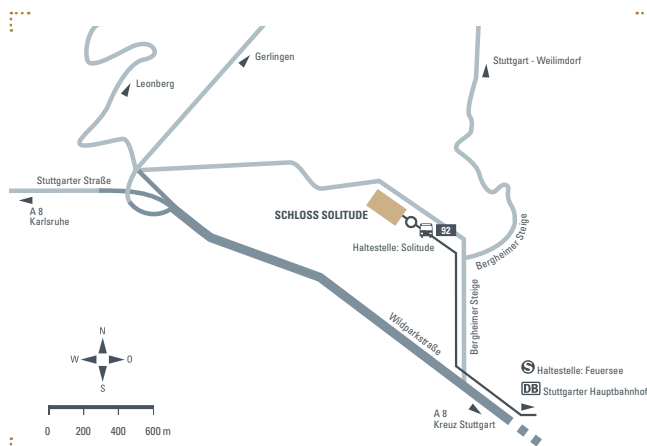 Gerlingen
Stuttgart - Weilimdorf
Leonberg
Stuttgarter Straße
A 8
Karlsruhe
SCHLOSS SOLITUDE
92
Haltestelle: Solitude
Bergheimer Steige
Bergheimer Steige
Wildparkstraße
N
W
O
S
S Haltestelle: Feuersee
DB Stuttgarter Hauptbahnhof
A 8
Kreuz Stuttgart
0 200 400 600 m